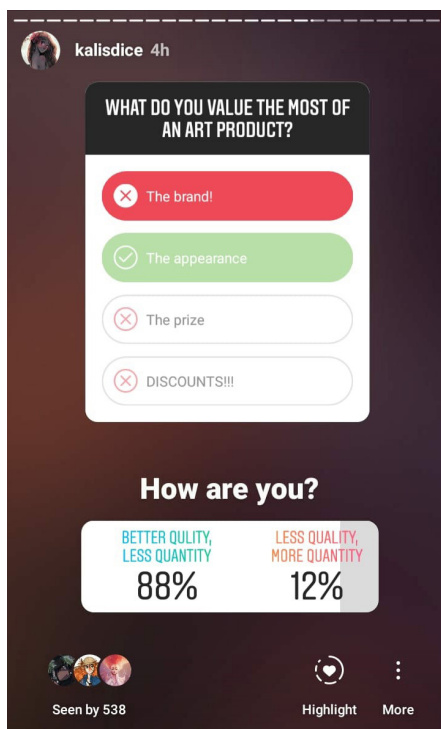 kalisdice 4h
WHAT DO YOU VALUE THE MOST OF
AN ART PRODUCT?
The brand!
The appearance
The prize
DISCOUNTS!!!
How are you?
BETTER QULITY,
LESS QUANTITY
88%
LESS QUALITY,
MORE QUANTITY
12%
Seen by 538
Highlight
More